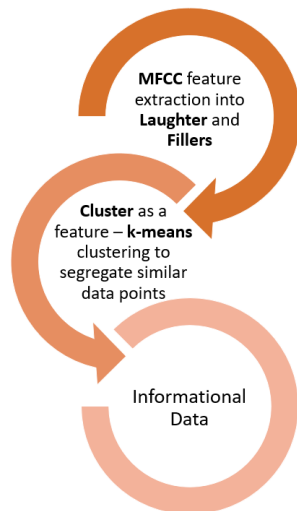 MFCC feature
extraction into
Laughter and
Fillers
Cluster as a
feature – k-means
clustering to
segregate similar
data points
Informational
Data